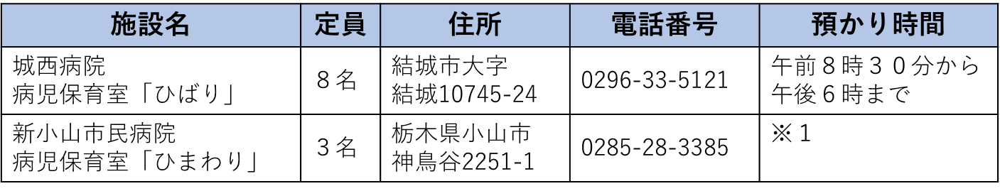 施設名 定員 住所 電話番号 預かり時間
城西病院
病児保育室「ひばり」
８名
結城市大字
結城10745-24
0296-33-5121
午前８時３０分から
午後６時まで
新小山市民病院
病児保育室「ひまわり」
３名
栃木県小山市
神鳥谷2251-1
0285-28-3385
※１